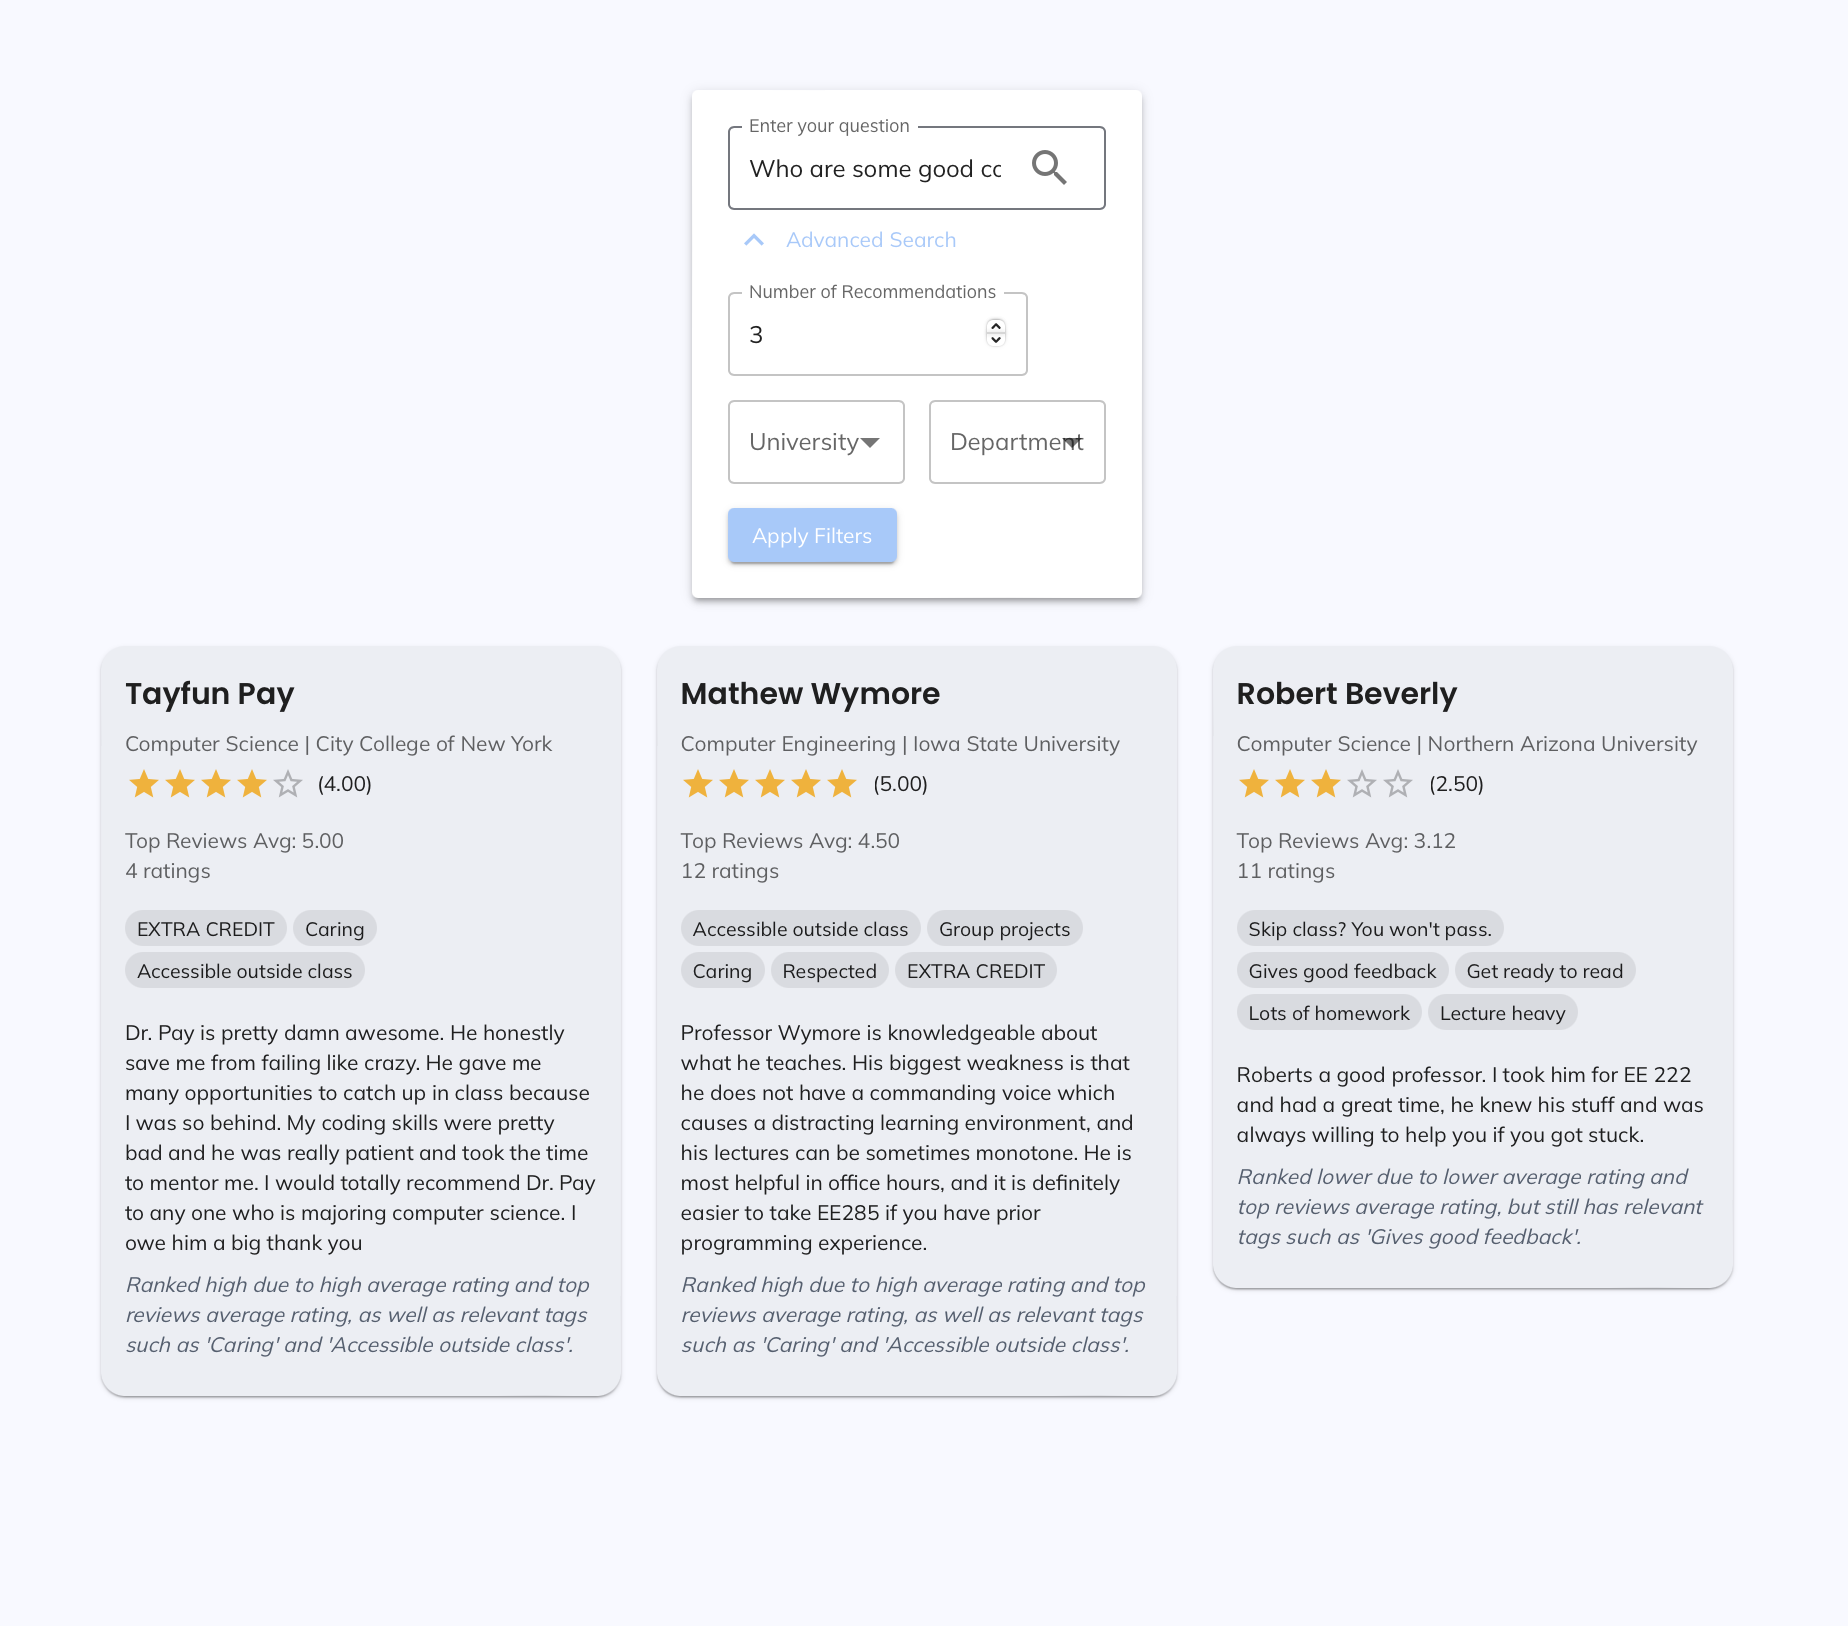 Enter your question
Who are some good co
Advanced Search
Number of Recommendations
3
University
Department
Apply Filters
Tayfun Pay
Computer Science | City College of New York
(4.00)
Top Reviews Avg: 5.00
4 ratings
EXTRA CREDIT
Caring
Accessible outside class
Dr. Pay is pretty damn awesome. He honestly
save me from failing like crazy. He gave me
many opportunities to catch up in class because
I was so behind. My coding skills were pretty
bad and he was really patient and took the time
to mentor me. I would totally recommend Dr. Pay
to any one who is majoring computer science. I
owe him a big thank you
Ranked high due to high average rating and top
reviews average rating, as well as relevant tags
such as 'Caring' and 'Accessible outside class'.
Mathew Wymore
Computer Engineering | Iowa State University
(5.00)
Top Reviews Avg: 4.50
12 ratings
Accessible outside class
Group projects
Caring
Respected
EXTRA CREDIT
Professor Wymore is knowledgeable about
what he teaches. His biggest weakness is that
he does not have a commanding voice which
causes a distracting learning environment, and
his lectures can be sometimes monotone. He is
most helpful in office hours, and it is definitely
easier to take EE285 if you have prior
programming experience.
Ranked high due to high average rating and top
reviews average rating, as well as relevant tags
such as 'Caring' and 'Accessible outside class'.
Robert Beverly
Computer Science | Northern Arizona University
(2.50)
Top Reviews Avg: 3.12
11 ratings
Skip class? You won't pass.
Gives good feedback
Get ready to read
Lots of homework
Lecture heavy
Roberts a good professor. I took him for EE 222
and had a great time, he knew his stuff and was
always willing to help you if you got stuck.
Ranked lower due to lower average rating and
top reviews average rating, but still has relevant
tags such as 'Gives good feedback'.